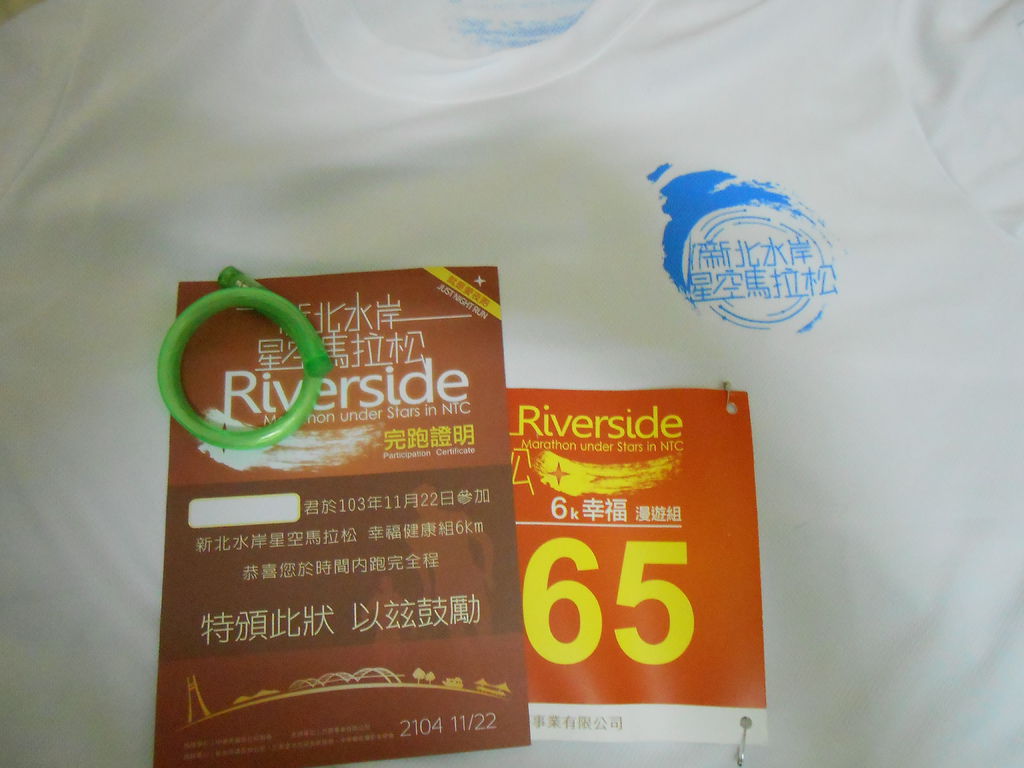 新北水岸
星空馬拉松
JUST NIGHT RUN
新北水岸
星空馬拉松
Riverside
Marathon under Stars in NTC
完跑證明
Participation Certificate
君於103年11月22日參加
新北水岸星空馬拉松 幸福健康組6km
恭喜您於時間內跑完全程
特頒此狀 以茲鼓勵
2104 11/22
Riverside
Marathon under Stars in NTC
6k幸福 漫遊組
65
事業有限公司